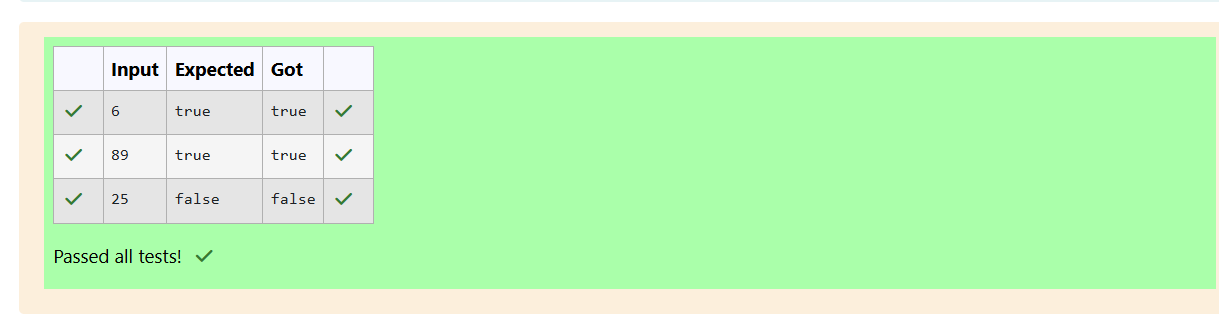 Input Expected Got
6 true true
89 true true
25 false false
Passed all tests!